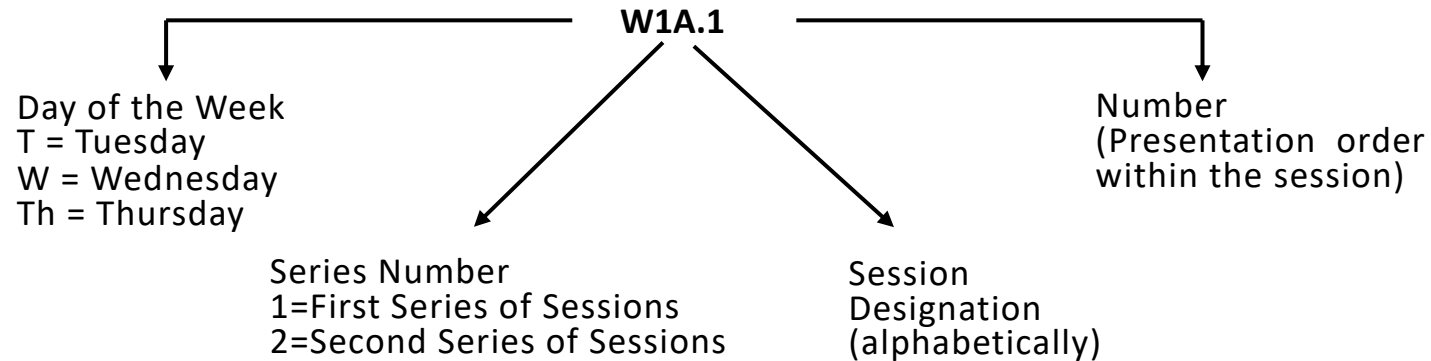 W1A.1
Day of the Week
T = Tuesday
W = Wednesday
Th = Thursday
Series Number
1=First Series of Sessions
2=Second Series of Sessions
Session
Designation
(alphabetically)
Number
(Presentation order
within the session)